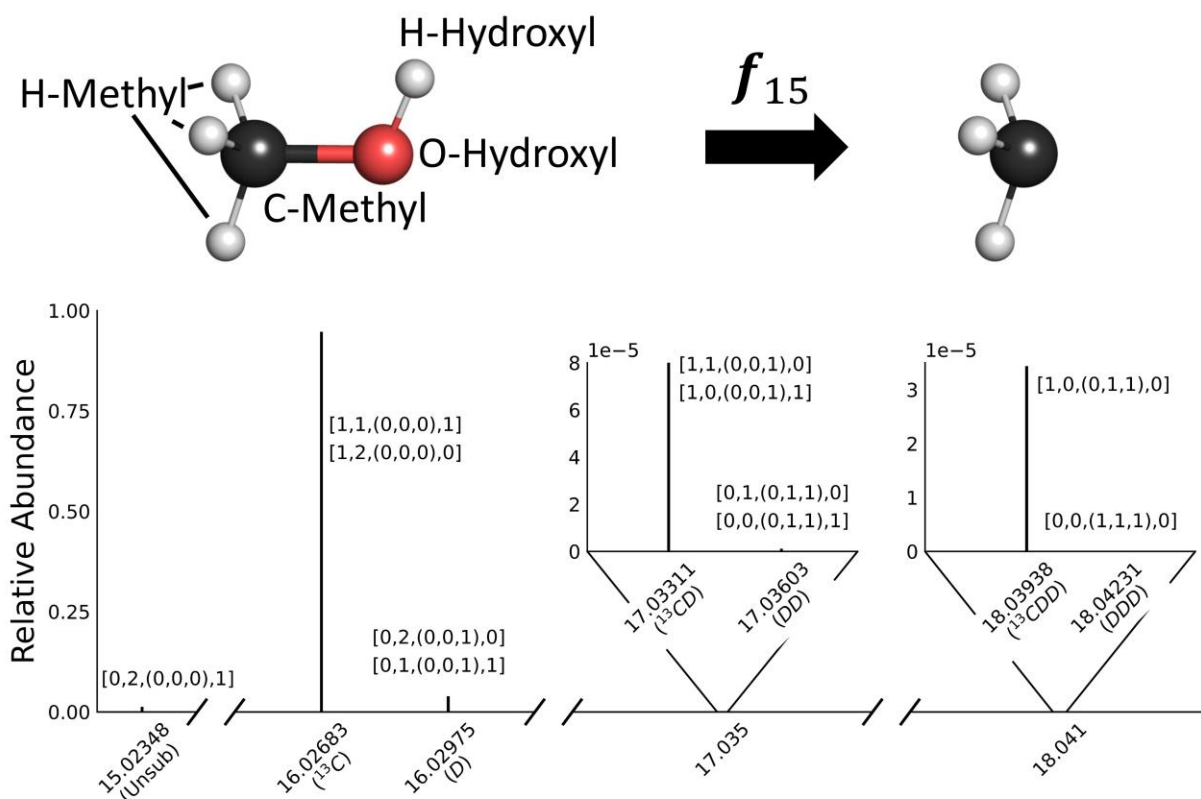 H-Hydroxyl
H-Methyl
O-Hydroxyl
C-Methyl
f15
Relative Abundance
1.00
0.75
0.50
0.25
0.00
[0,2,(0,0,0),1]
[1,1,(0,0,0),1]
[1,2,(0,0,0),0]
[0,2,(0,0,1),0]
[0,1,(0,0,1),1]
15.02348
(Unsub)
16.02683
(¹³C)
16.02975
(D)
1e−5
8
6
4
2
0
[1,1,(0,0,1),0]
[1,0,(0,0,1),1]
[0,1,(0,1,1),0]
[0,0,(0,1,1),1]
17.03311
(¹³CD)
17.03603
(DD)
17.035
1e−5
3
2
1
0
[1,0,(0,1,1),0]
[0,0,(1,1,1),0]
18.03938
(¹³CDD)
18.04231
(DDD)
18.041